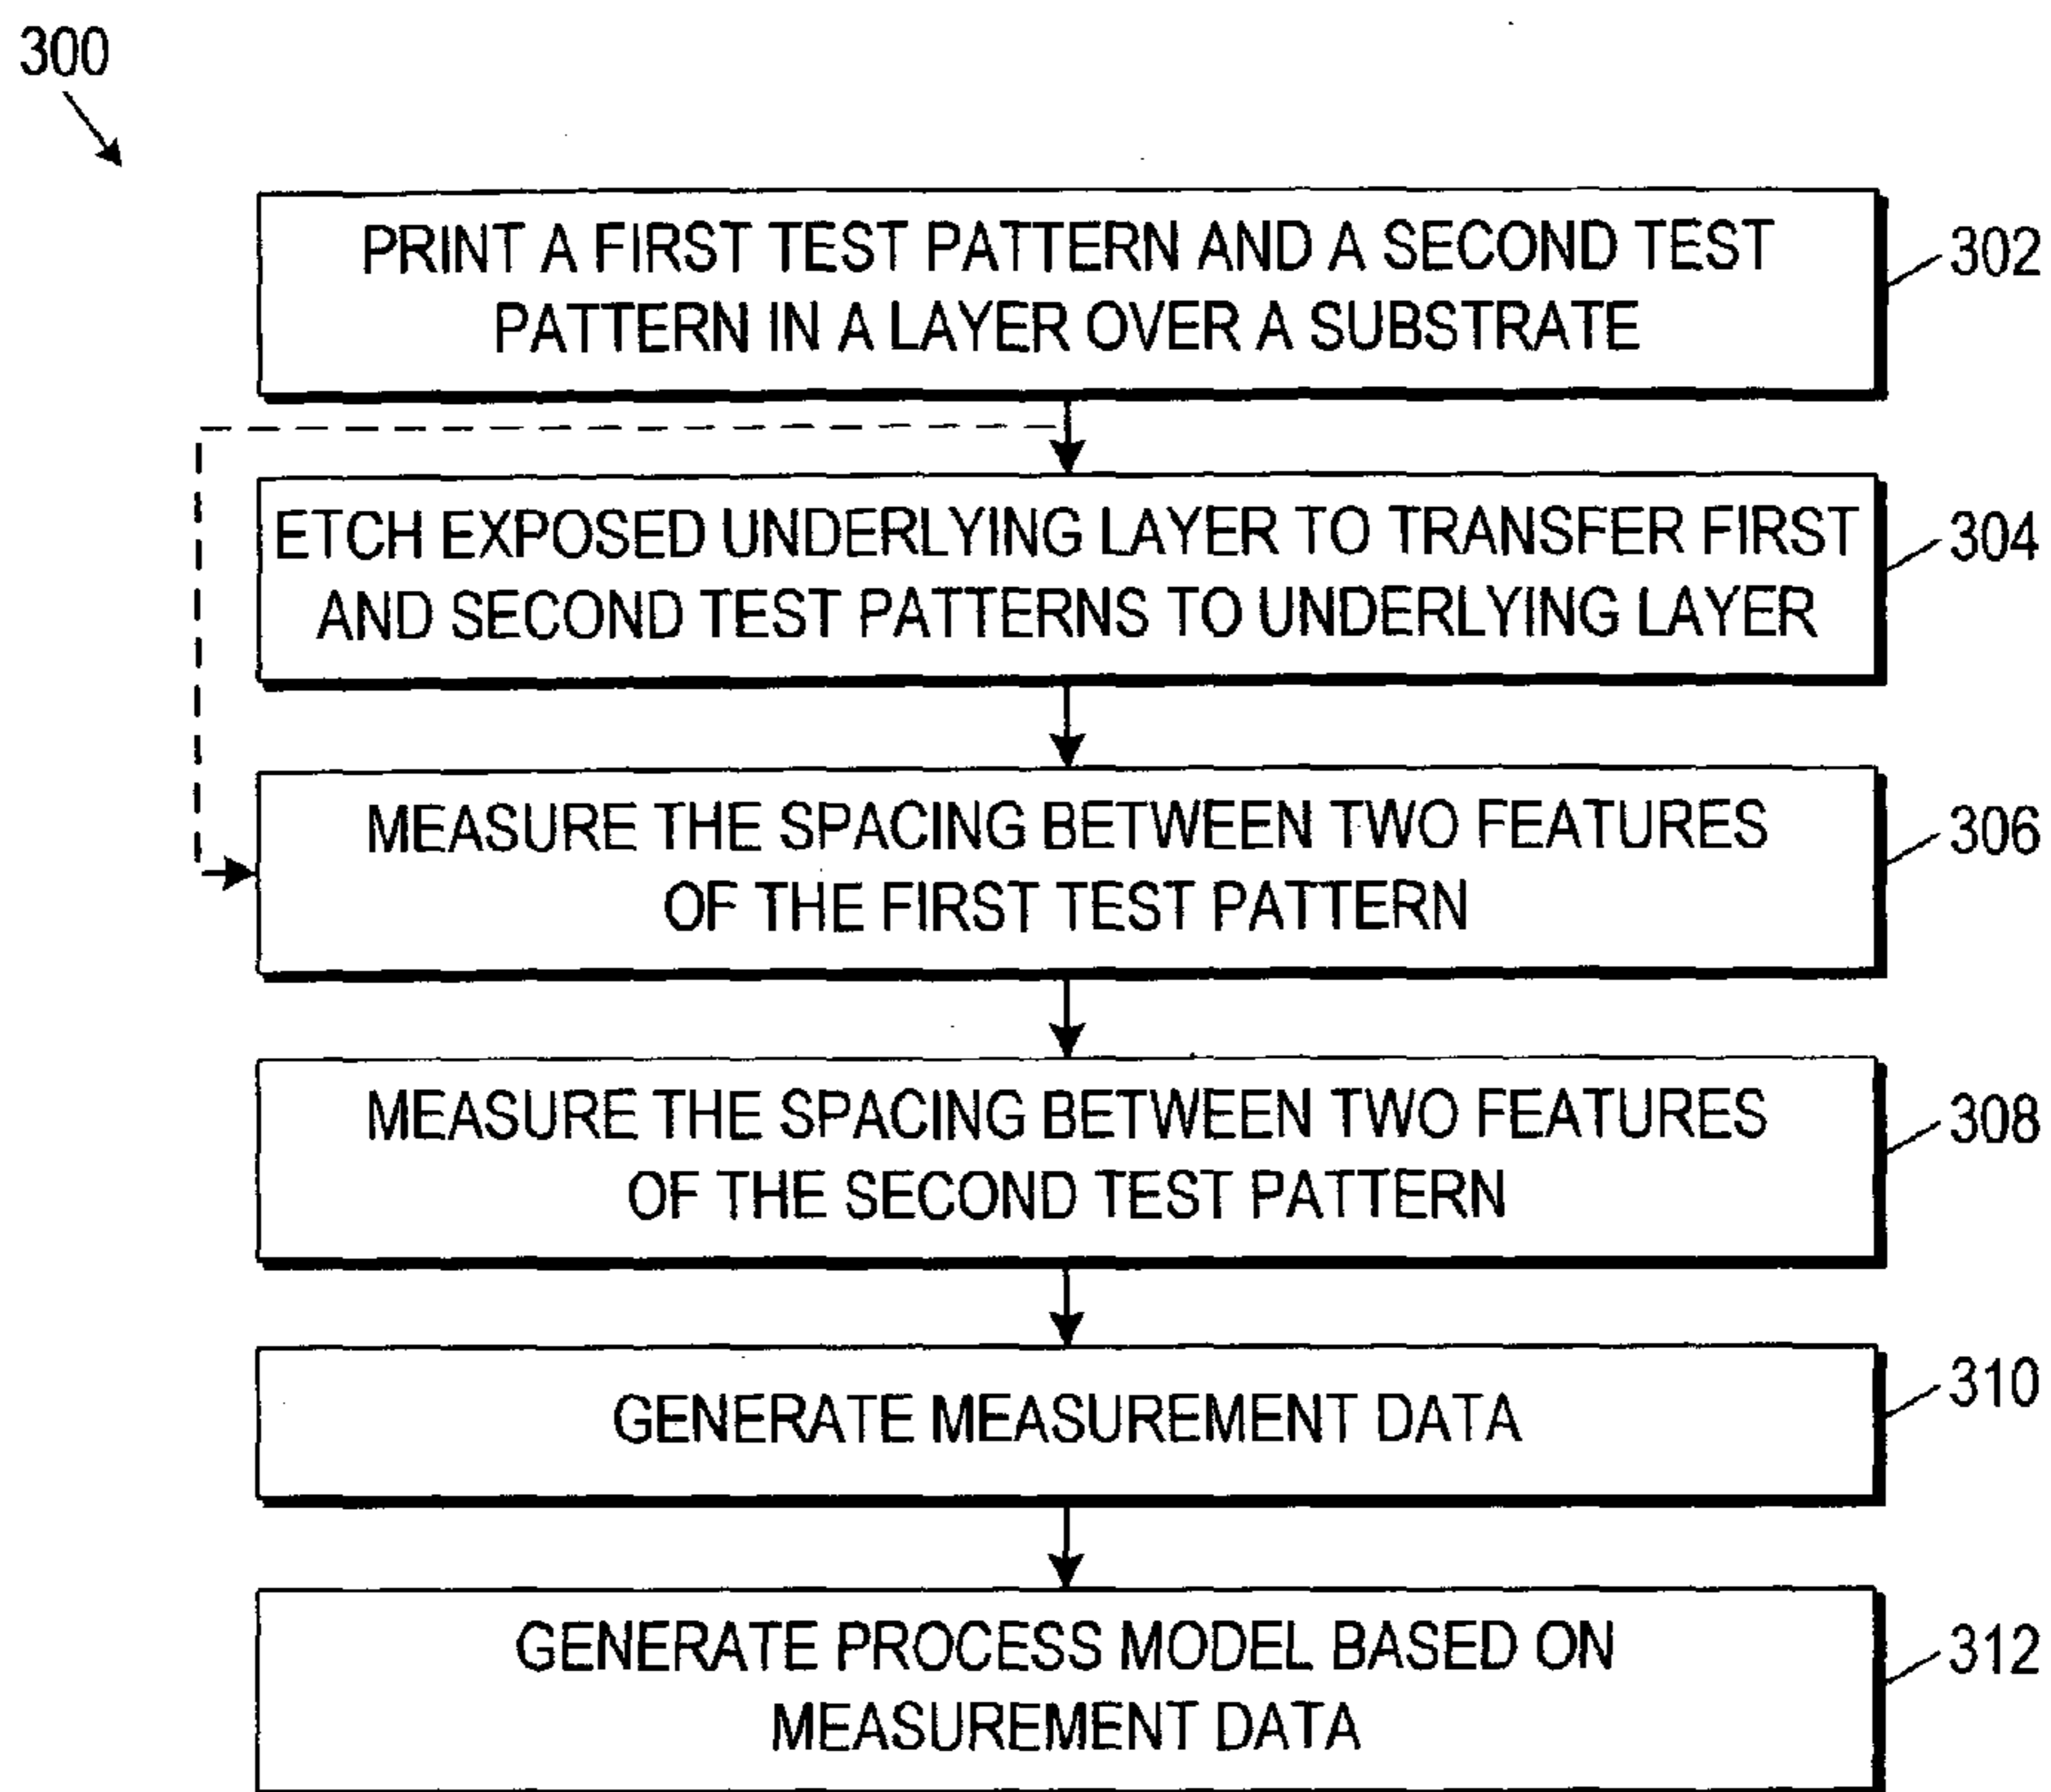 300
PRINT A FIRST TEST PATTERN AND A SECOND TEST
PATTERN IN A LAYER OVER A SUBSTRATE
302
ETCH EXPOSED UNDERLYING LAYER TO TRANSFER FIRST
AND SECOND TEST PATTERNS TO UNDERLYING LAYER
304
MEASURE THE SPACING BETWEEN TWO FEATURES
OF THE FIRST TEST PATTERN
306
MEASURE THE SPACING BETWEEN TWO FEATURES
OF THE SECOND TEST PATTERN
308
GENERATE MEASUREMENT DATA
310
GENERATE PROCESS MODEL BASED ON
MEASUREMENT DATA
312